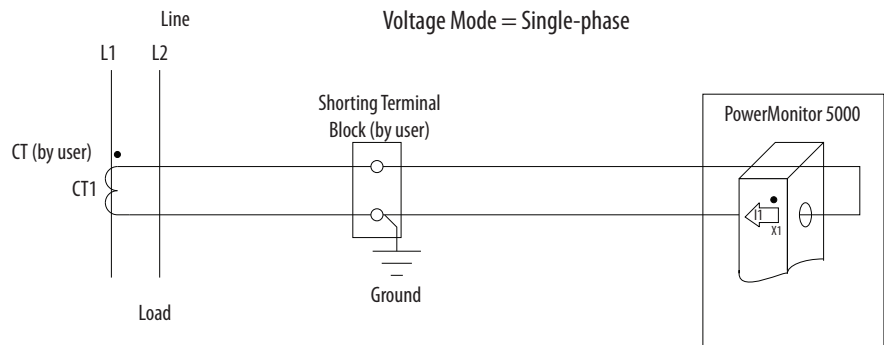 Line
Voltage Mode = Single-phase
L1 L2
Shorting Terminal
Block (by user)
PowerMonitor 5000
CT (by user)
CT1
I1
X1
Ground
Load